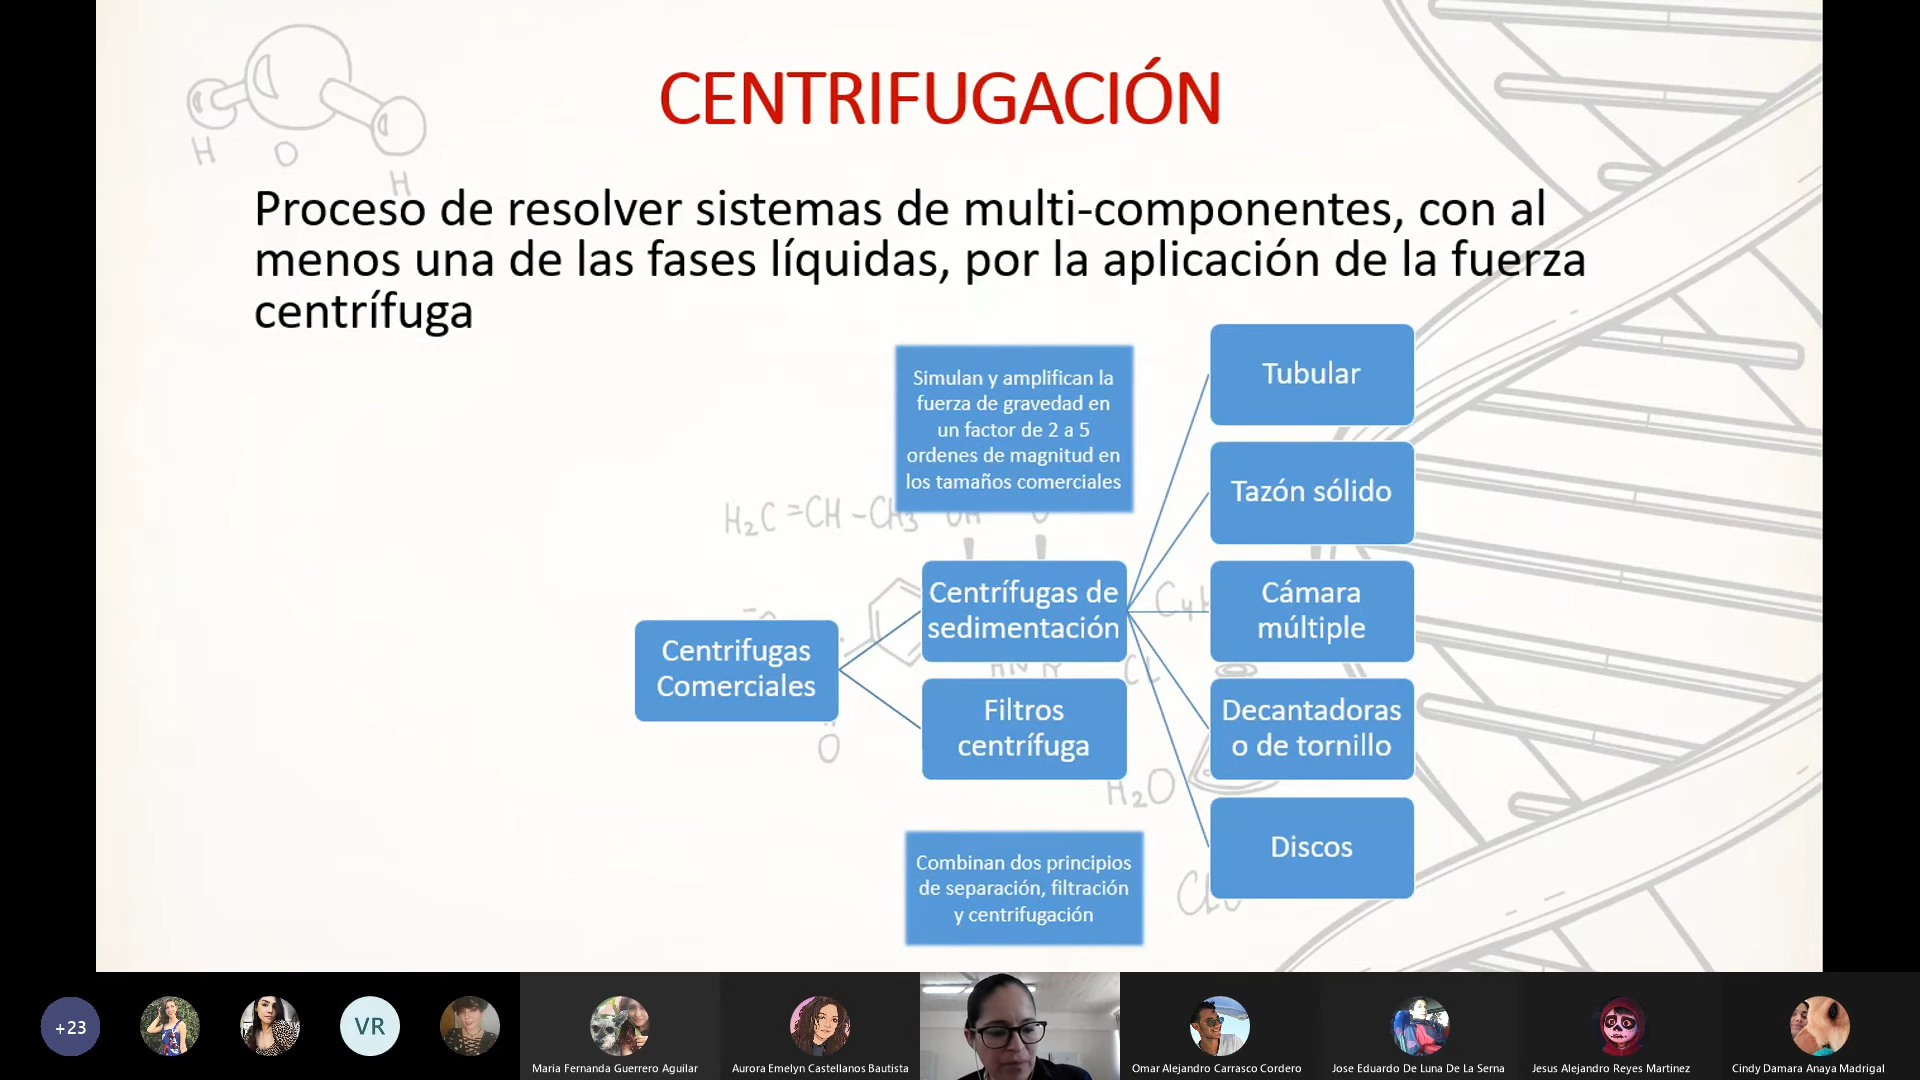 CENTRIFUGACIÓN
H
O
H
Proceso de resolver sistemas de multi-componentes, con al
menos una de las fases líquidas, por la aplicación de la fuerza
centrífuga
Simulan y amplifican la
fuerza de gravedad en
un factor de 2 a 5
ordenes de magnitud en
los tamaños comerciales
Tubular
Tazón sólido
H₂C =CH -CH₃
Centrífugas de
sedimentación
Cámara
múltiple
Centrifugas
Comerciales
Filtros
centrífuga
Decantadoras
o de tornillo
O
H₂O
Discos
Combinan dos principios
de separación, filtración
y centrifugación
+23
VR
Maria Fernanda Guerrero Aguilar
Aurora Emelyn Castellanos Bautista
Omar Alejandro Carrasco Cordero
Jose Eduardo De Luna De La Serna
Jesus Alejandro Reyes Martinez
Cindy Damara Anaya Madrigal